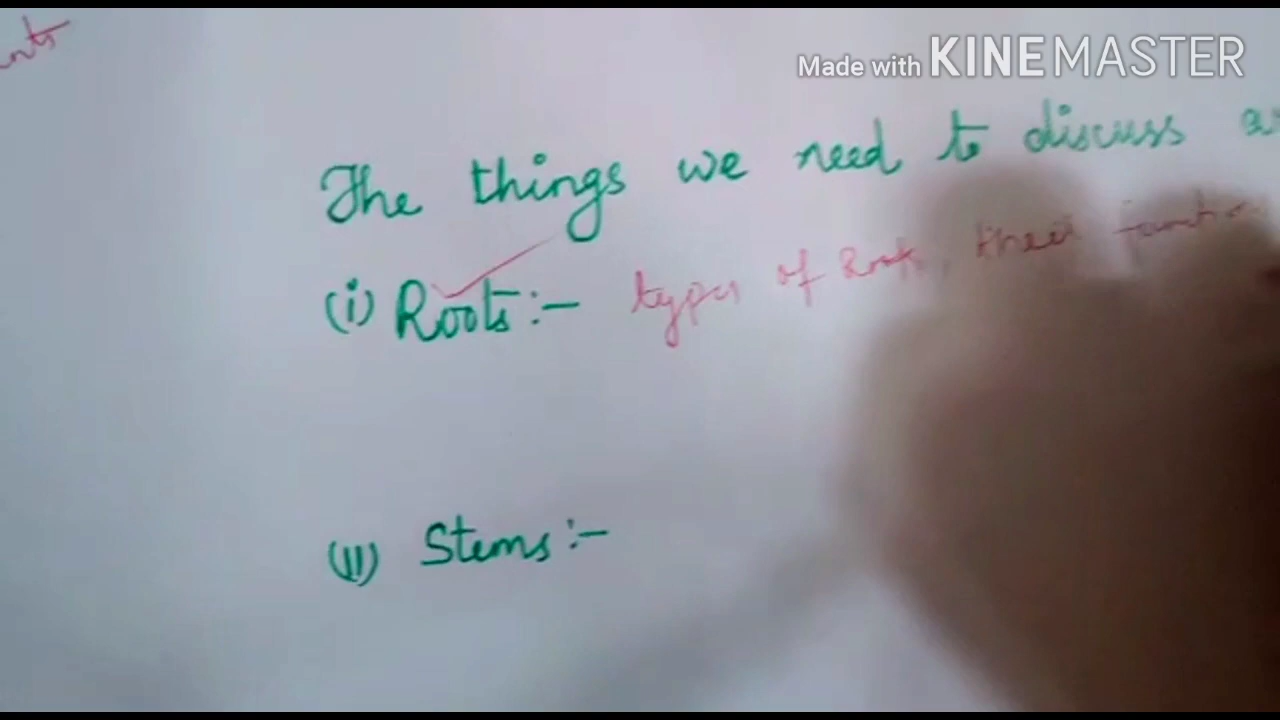 Made with KINEMASTER
The things we need to discuss
(i) Roots:- types of Roots, their
(II) Stems:-